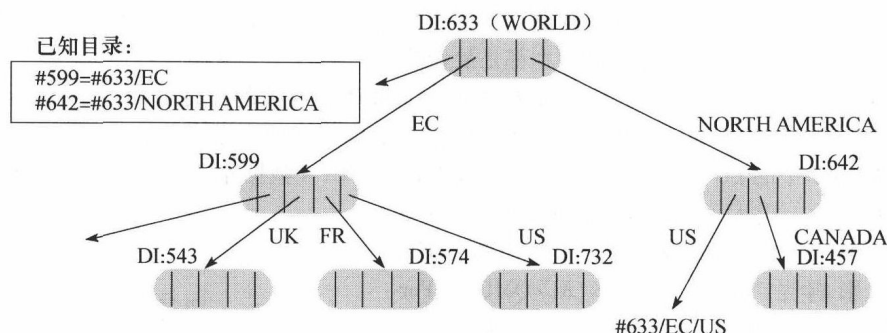 DI:633（WORLD）
已知目录：
#599=#633/EC
#642=#633/NORTH AMERICA
EC
NORTH AMERICA
DI:599
DI:642
UK
FR
US
US
CANADA
DI:543
DI:574
DI:732
DI:457
#633/EC/US